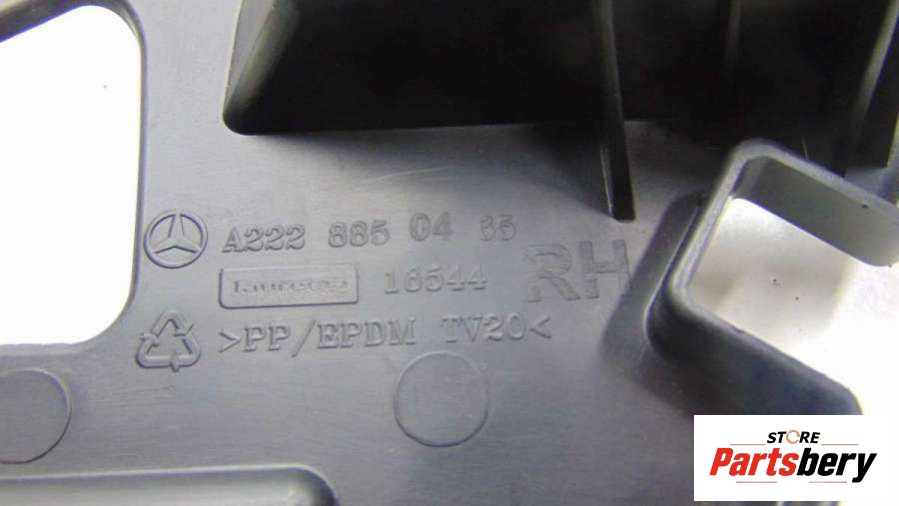 A222 885 04 65
16544
RH
>PP/EPDM TV20<
STORE
Partsbery